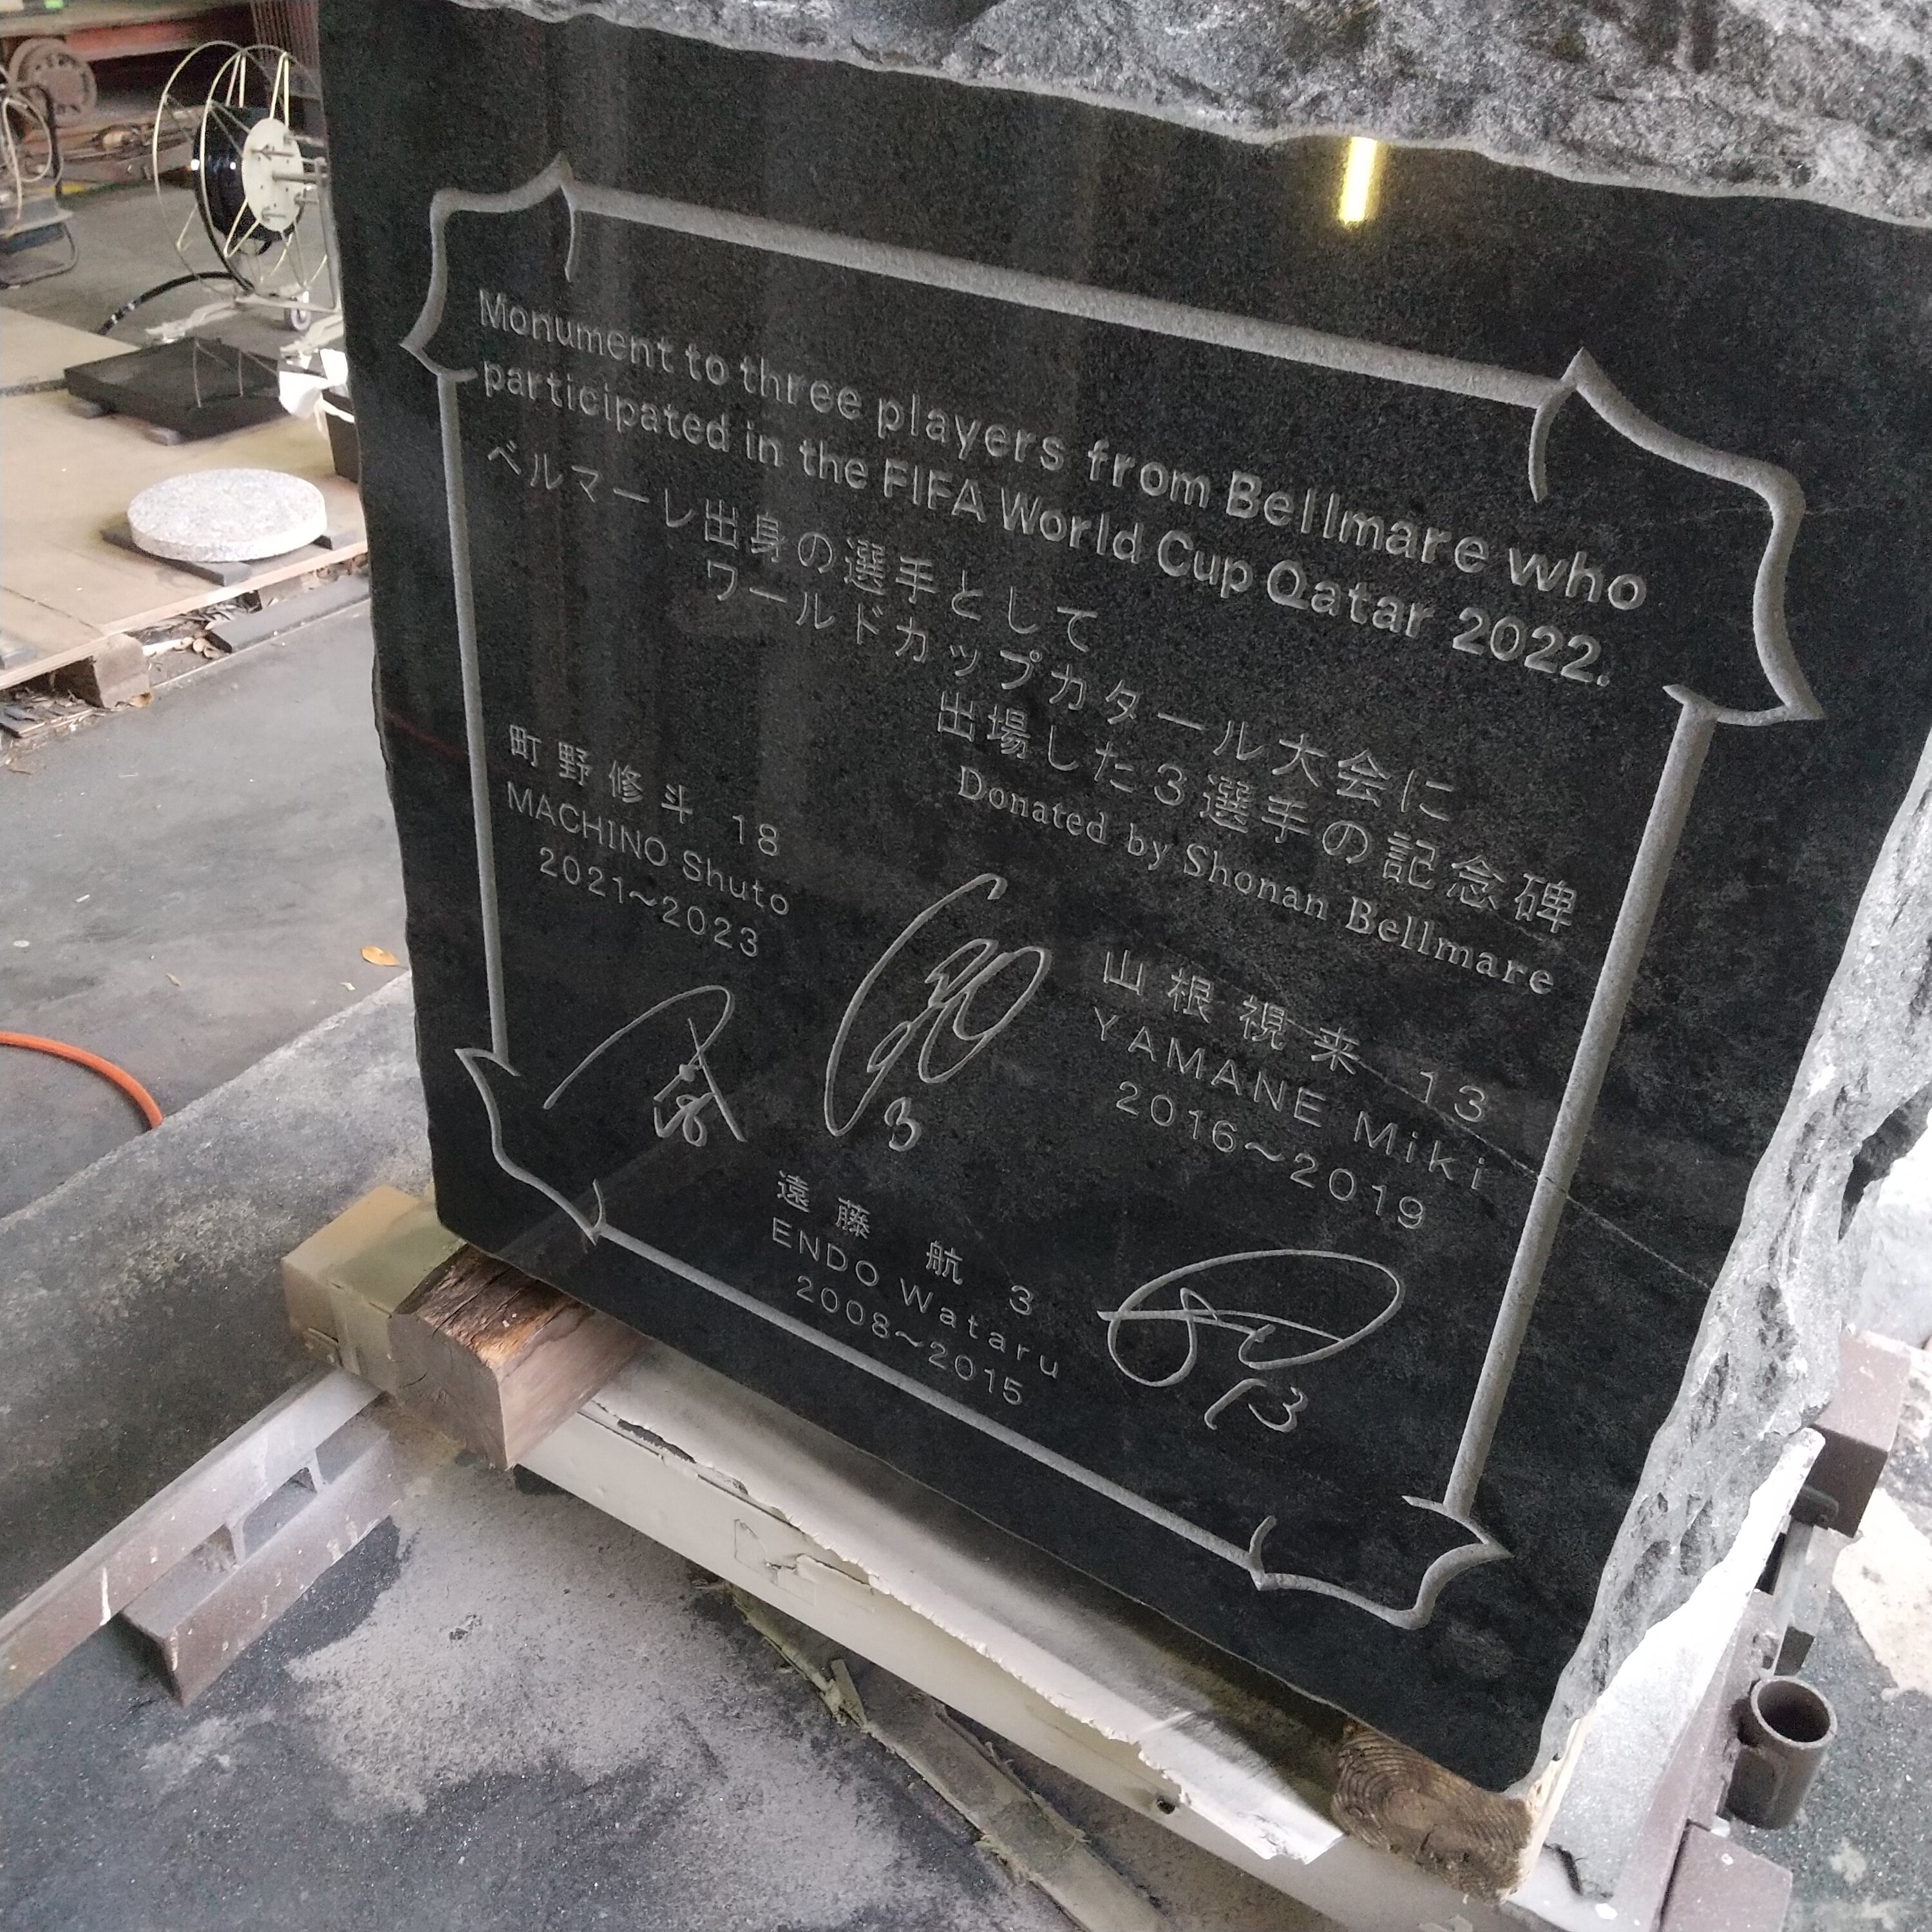 Monument to three players from Bellmare who
participated in the FIFA World Cup Qatar 2022.
ベルマーレ出身の選手として
ワールドカップカタール大会に
出場した3選手の記念碑
Donated by Shonan Bellmare
町野修斗 18
MACHINO Shuto
2021~2023
山根視来 13
YAMANE Miki
2016~2019
遠藤 航 3
ENDO Wataru
2008~2015